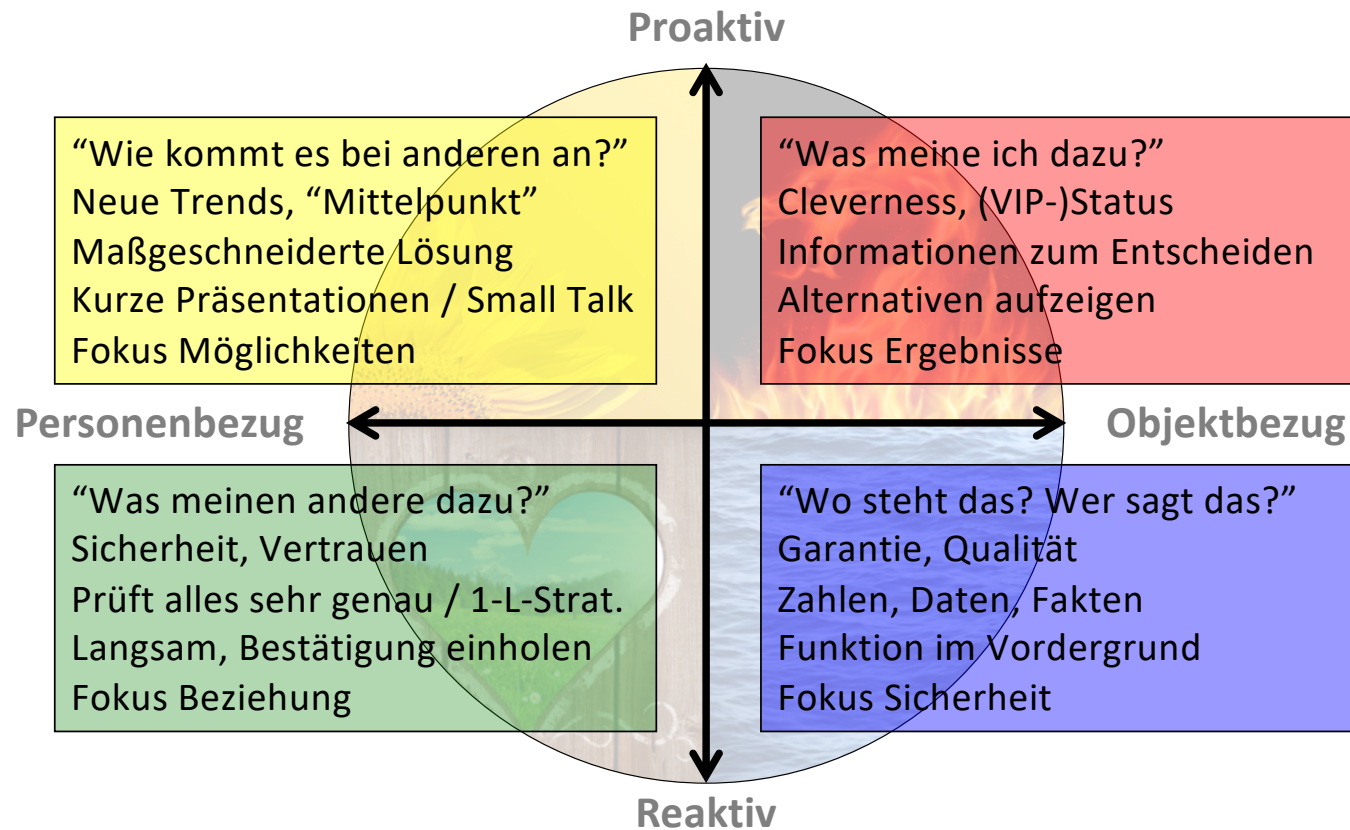 Proaktiv
“Wie kommt es bei anderen an?”
Neue Trends, “Mittelpunkt”
Maßgeschneiderte Lösung
Kurze Präsentationen / Small Talk
Fokus Möglichkeiten
“Was meine ich dazu?”
Cleverness, (VIP-)Status
Informationen zum Entscheiden
Alternativen aufzeigen
Fokus Ergebnisse
Personenbezug
Objektbezug
“Was meinen andere dazu?”
Sicherheit, Vertrauen
Prüft alles sehr genau / 1-L-Strat.
Langsam, Bestätigung einholen
Fokus Beziehung
“Wo steht das? Wer sagt das?”
Garantie, Qualität
Zahlen, Daten, Fakten
Funktion im Vordergrund
Fokus Sicherheit
Reaktiv